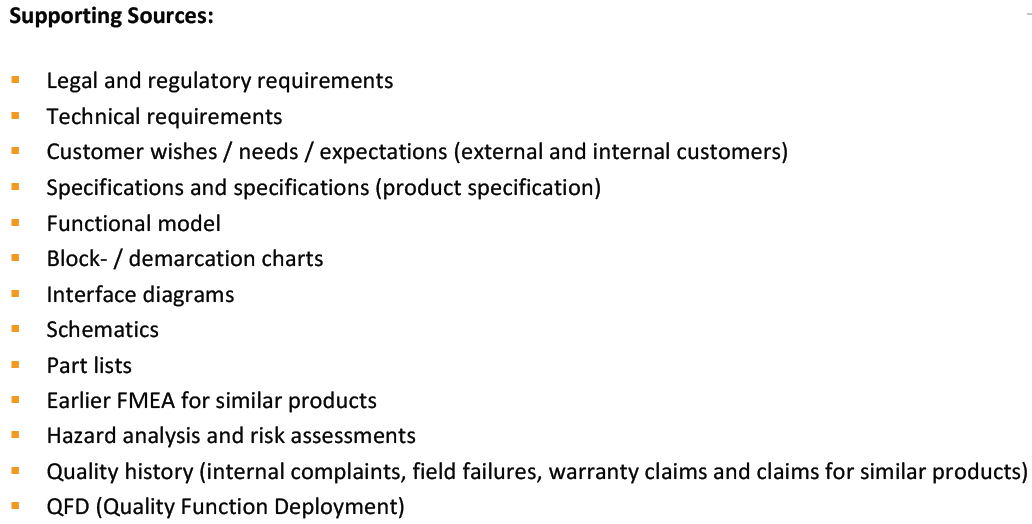 Supporting Sources:
Legal and regulatory requirements
Technical requirements
Customer wishes / needs / expectations (external and internal customers)
Specifications and specifications (product specification)
Functional model
Block- / demarcation charts
Interface diagrams
Schematics
Part lists
Earlier FMEA for similar products
Hazard analysis and risk assessments
Quality history (internal complaints, field failures, warranty claims and claims for similar products)
QFD (Quality Function Deployment)